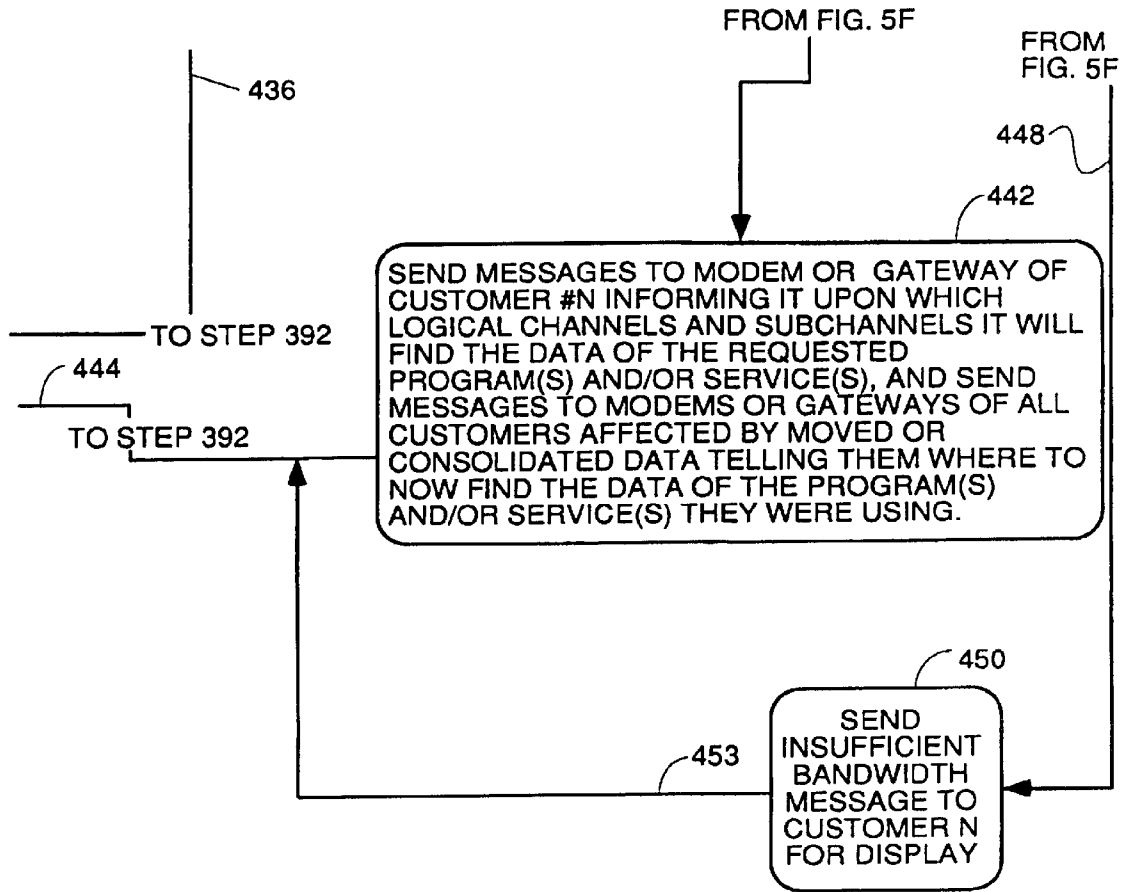 FROM FIG. 5F
FROM
FIG. 5F
436
448
442
SEND MESSAGES TO MODEM OR GATEWAY OF
CUSTOMER #N INFORMING IT UPON WHICH
LOGICAL CHANNELS AND SUBCHANNELS IT WILL
FIND THE DATA OF THE REQUESTED
PROGRAM(S) AND/OR SERVICE(S), AND SEND
MESSAGES TO MODEMS OR GATEWAYS OF ALL
CUSTOMERS AFFECTED BY MOVED OR
CONSOLIDATED DATA TELLING THEM WHERE TO
NOW FIND THE DATA OF THE PROGRAM(S)
AND/OR SERVICE(S) THEY WERE USING.
TO STEP 392
444
TO STEP 392
450
SEND
INSUFFICIENT
BANDWIDTH
MESSAGE TO
CUSTOMER N
FOR DISPLAY
453